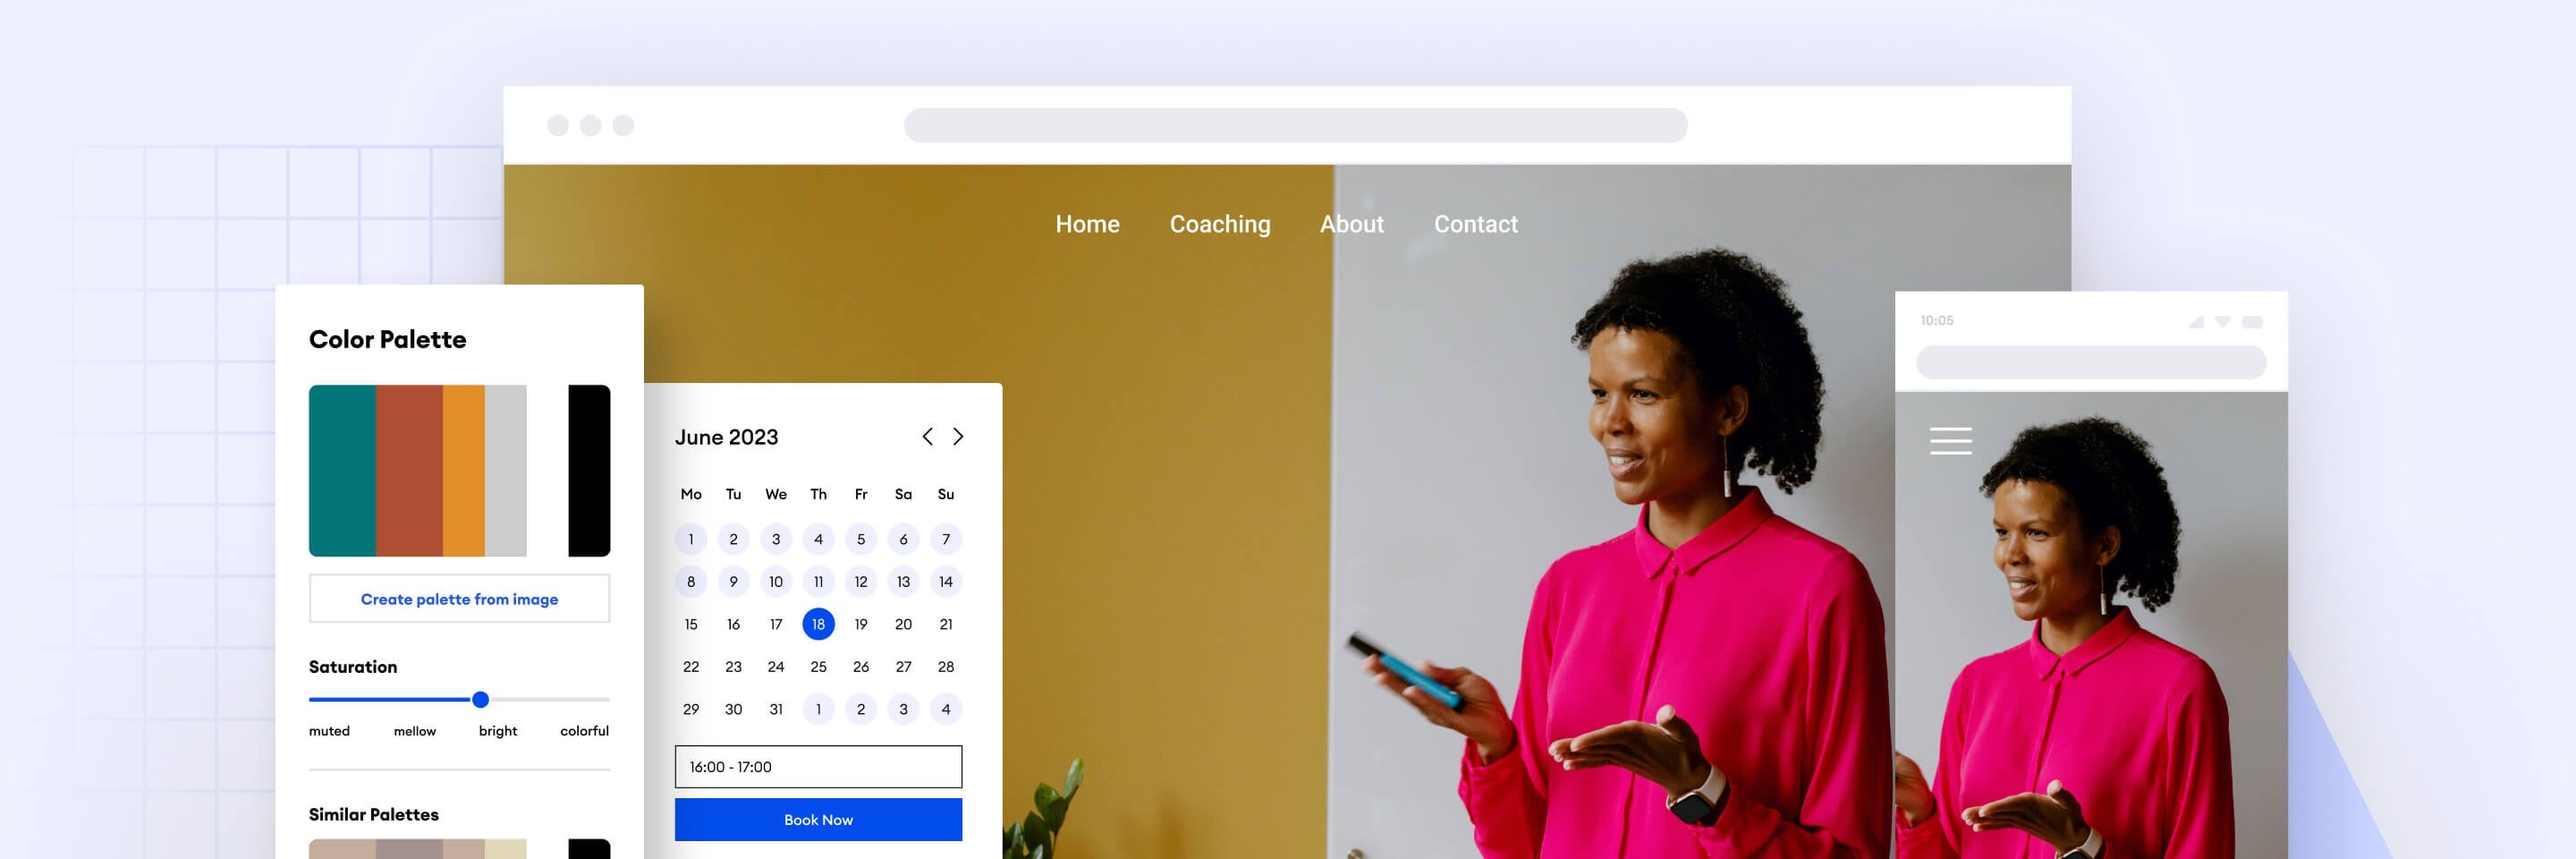 Home Coaching About Contact
Color Palette
Create palette from image
Saturation
muted mellow bright colorful
Similar Palettes
June 2023
Mo Tu We Th Fr Sa Su
1 2 3 4 5 6 7
8 9 10 11 12 13 14
15 16 17 18 19 20 21
22 23 24 25 26 27 28
29 30 31 1 2 3 4
16:00 - 17:00
Book Now
10:05